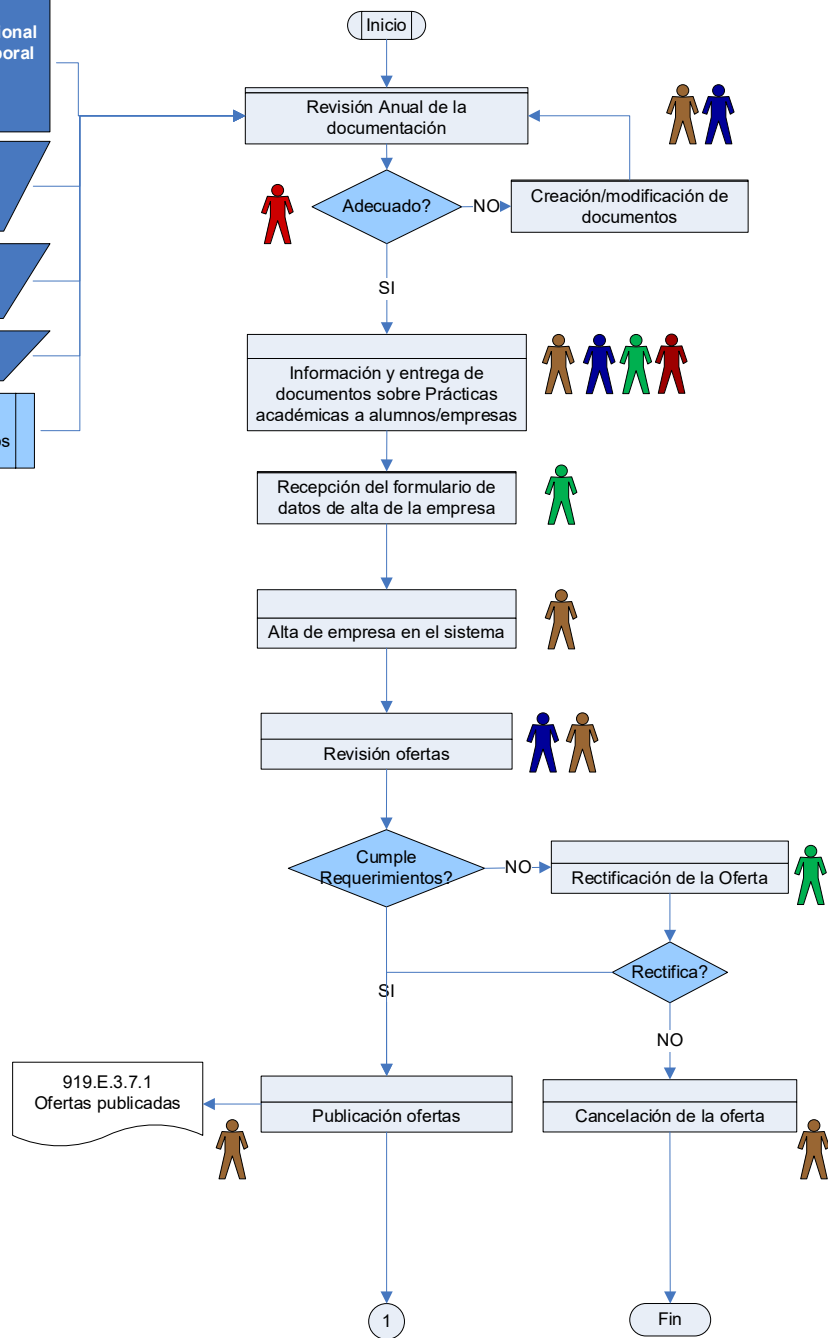 Inicio
Revisión Anual de la
documentación
Adecuado?
NO
Creación/modificación de
documentos
SI
Información y entrega de
documentos sobre Prácticas
académicas a alumnos/empresas
Recepción del formulario de
datos de alta de la empresa
Alta de empresa en el sistema
Revisión ofertas
Cumple
Requerimientos?
NO
Rectificación de la Oferta
Rectifica?
SI
NO
919.E.3.7.1
Ofertas publicadas
Publicación ofertas
Cancelación de la oferta
1
Fin